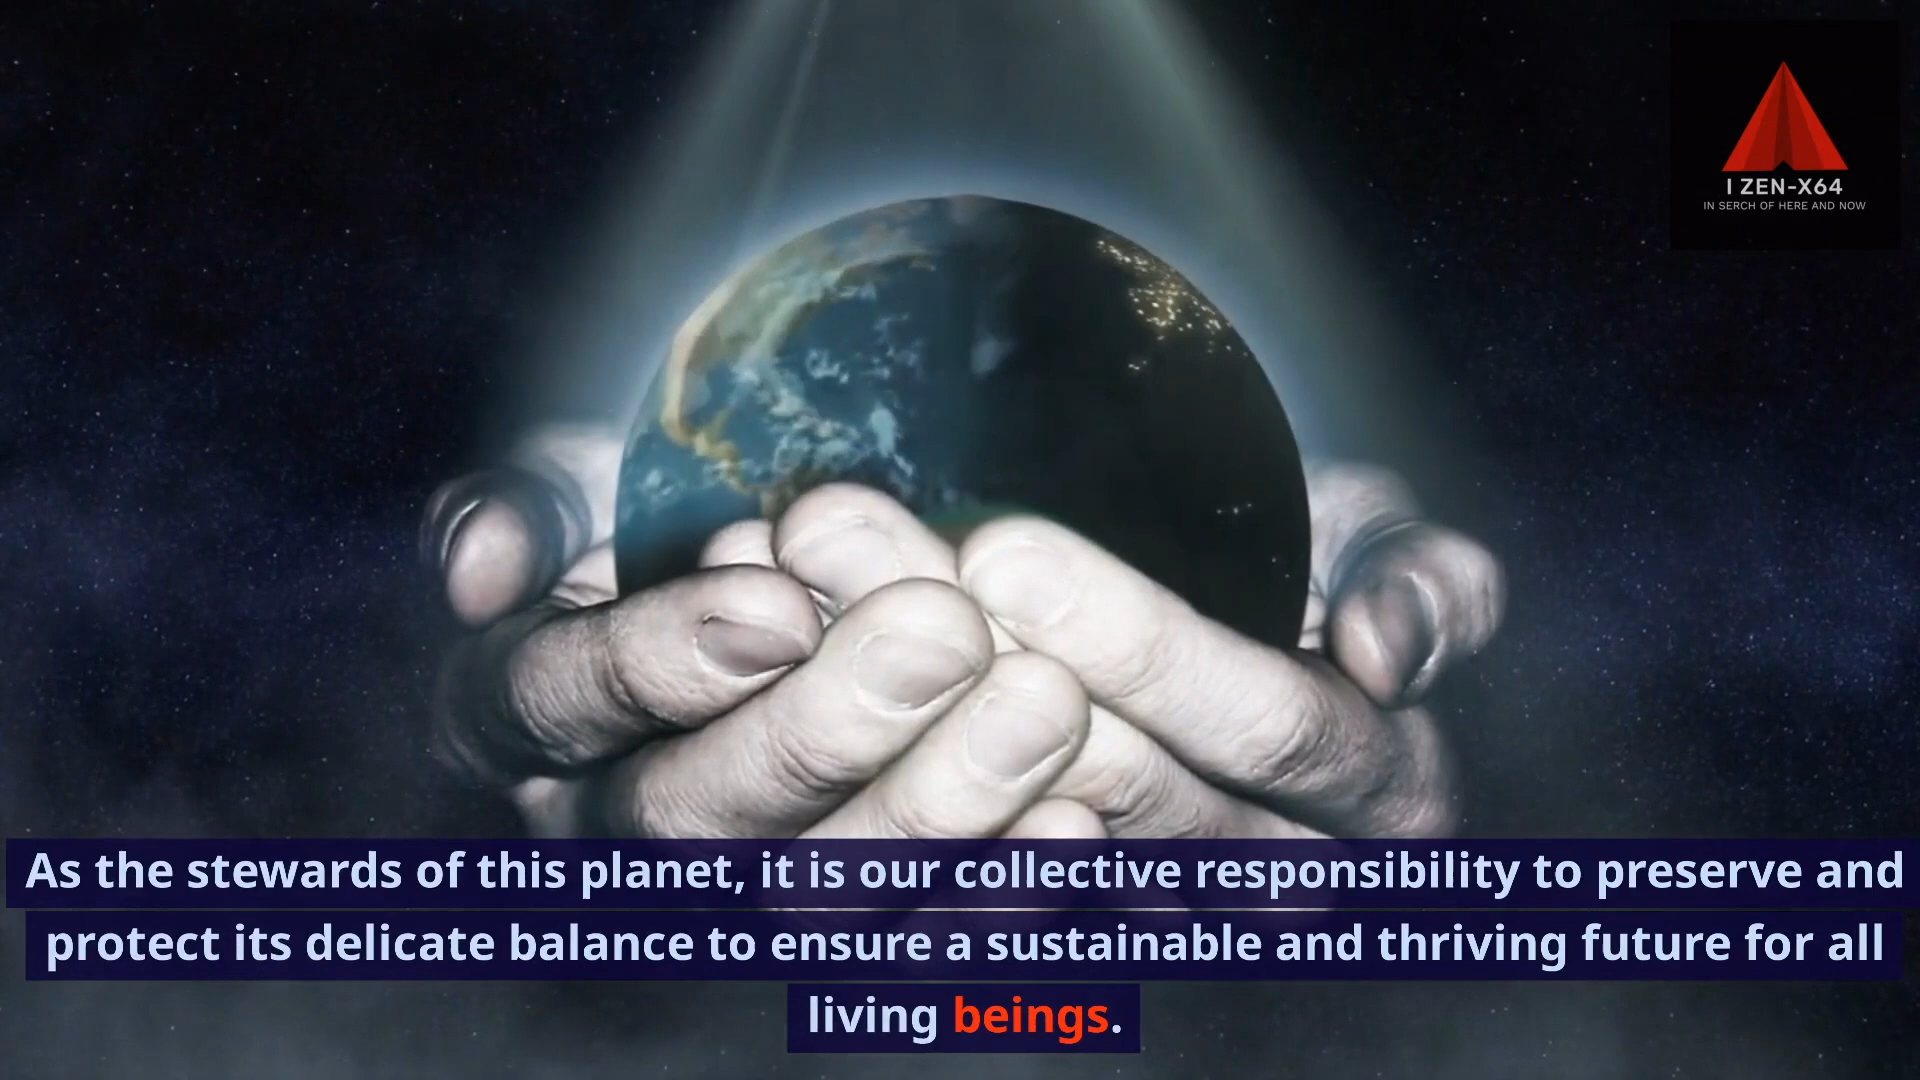 I ZEN-X64
IN SERCH OF HERE AND NOW
As the stewards of this planet, it is our collective responsibility to preserve and
protect its delicate balance to ensure a sustainable and thriving future for all
living beings.